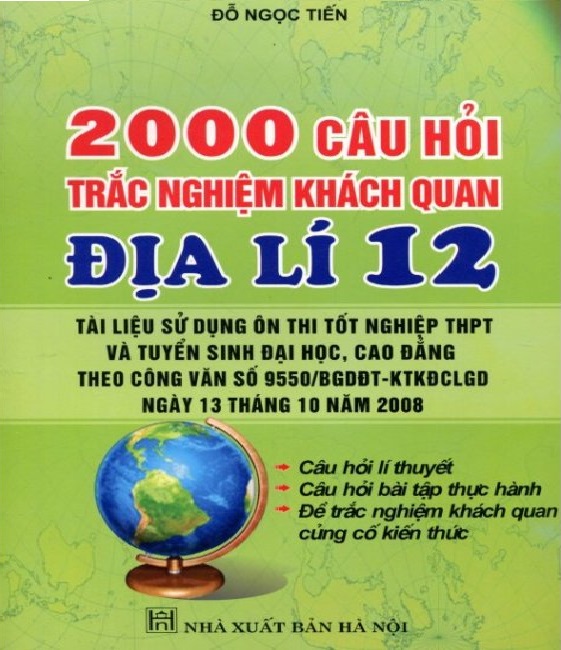 ĐỖ NGỌC TIẾN
2000 CÂU HỎI
TRẮC NGHIỆM KHÁCH QUAN
ĐỊA LÍ 12
TÀI LIỆU SỬ DỤNG ÔN THI TỐT NGHIỆP THPT
VÀ TUYỂN SINH ĐẠI HỌC, CAO ĐẲNG
THEO CÔNG VĂN SỐ 9550/BGDĐT-KTKĐCLGD
NGÀY 13 THÁNG 10 NĂM 2008
Câu hỏi lí thuyết
Câu hỏi bài tập thực hành
Đề trắc nghiệm khách quan
củng cố kiến thức
NHÀ XUẤT BẢN HÀ NỘI